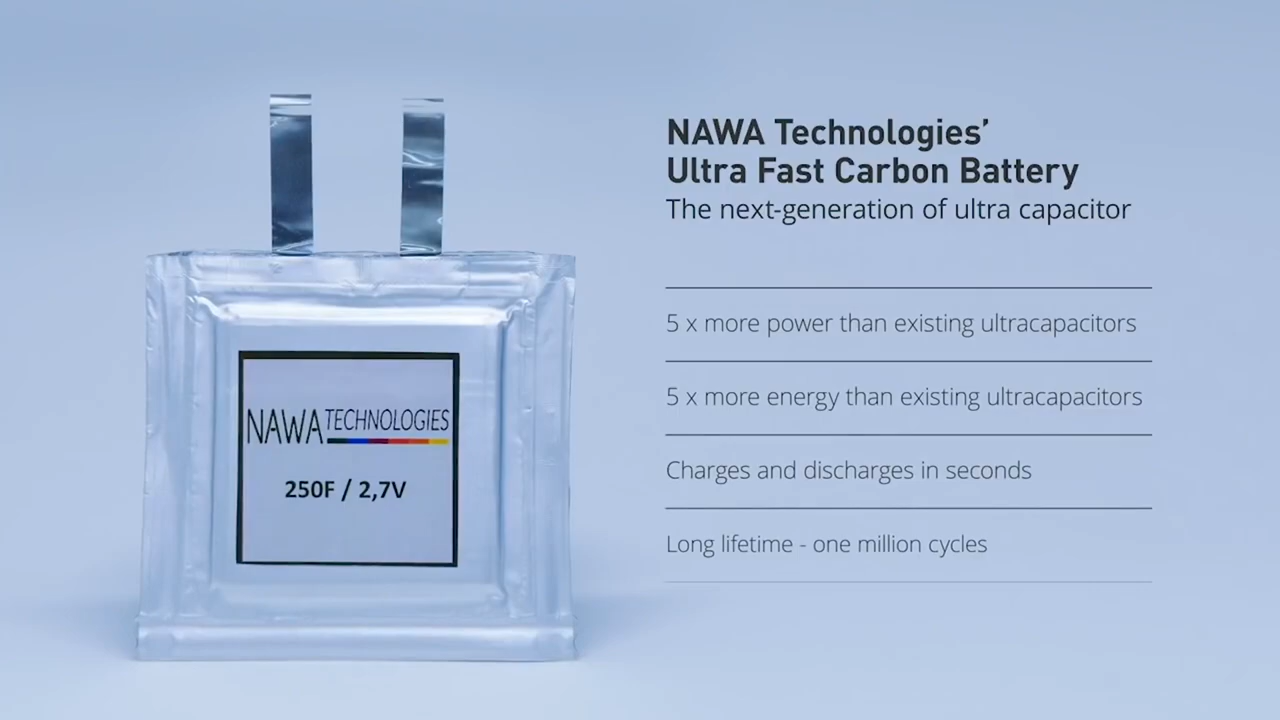 NAWA TECHNOLOGIES
250F / 2,7V
NAWA Technologies’
Ultra Fast Carbon Battery
The next-generation of ultra capacitor
5 x more power than existing ultracapacitors
5 x more energy than existing ultracapacitors
Charges and discharges in seconds
Long lifetime - one million cycles